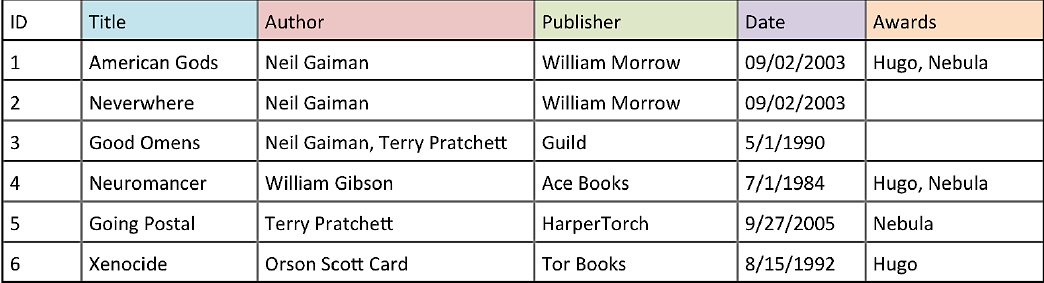 ID Title Author Publisher Date Awards
1 American Gods Neil Gaiman William Morrow 09/02/2003 Hugo, Nebula
2 Neverwhere Neil Gaiman William Morrow 09/02/2003
3 Good Omens Neil Gaiman, Terry Pratchett Guild 5/1/1990
4 Neuromancer William Gibson Ace Books 7/1/1984 Hugo, Nebula
5 Going Postal Terry Pratchett HarperTorch 9/27/2005 Nebula
6 Xenocide Orson Scott Card Tor Books 8/15/1992 Hugo